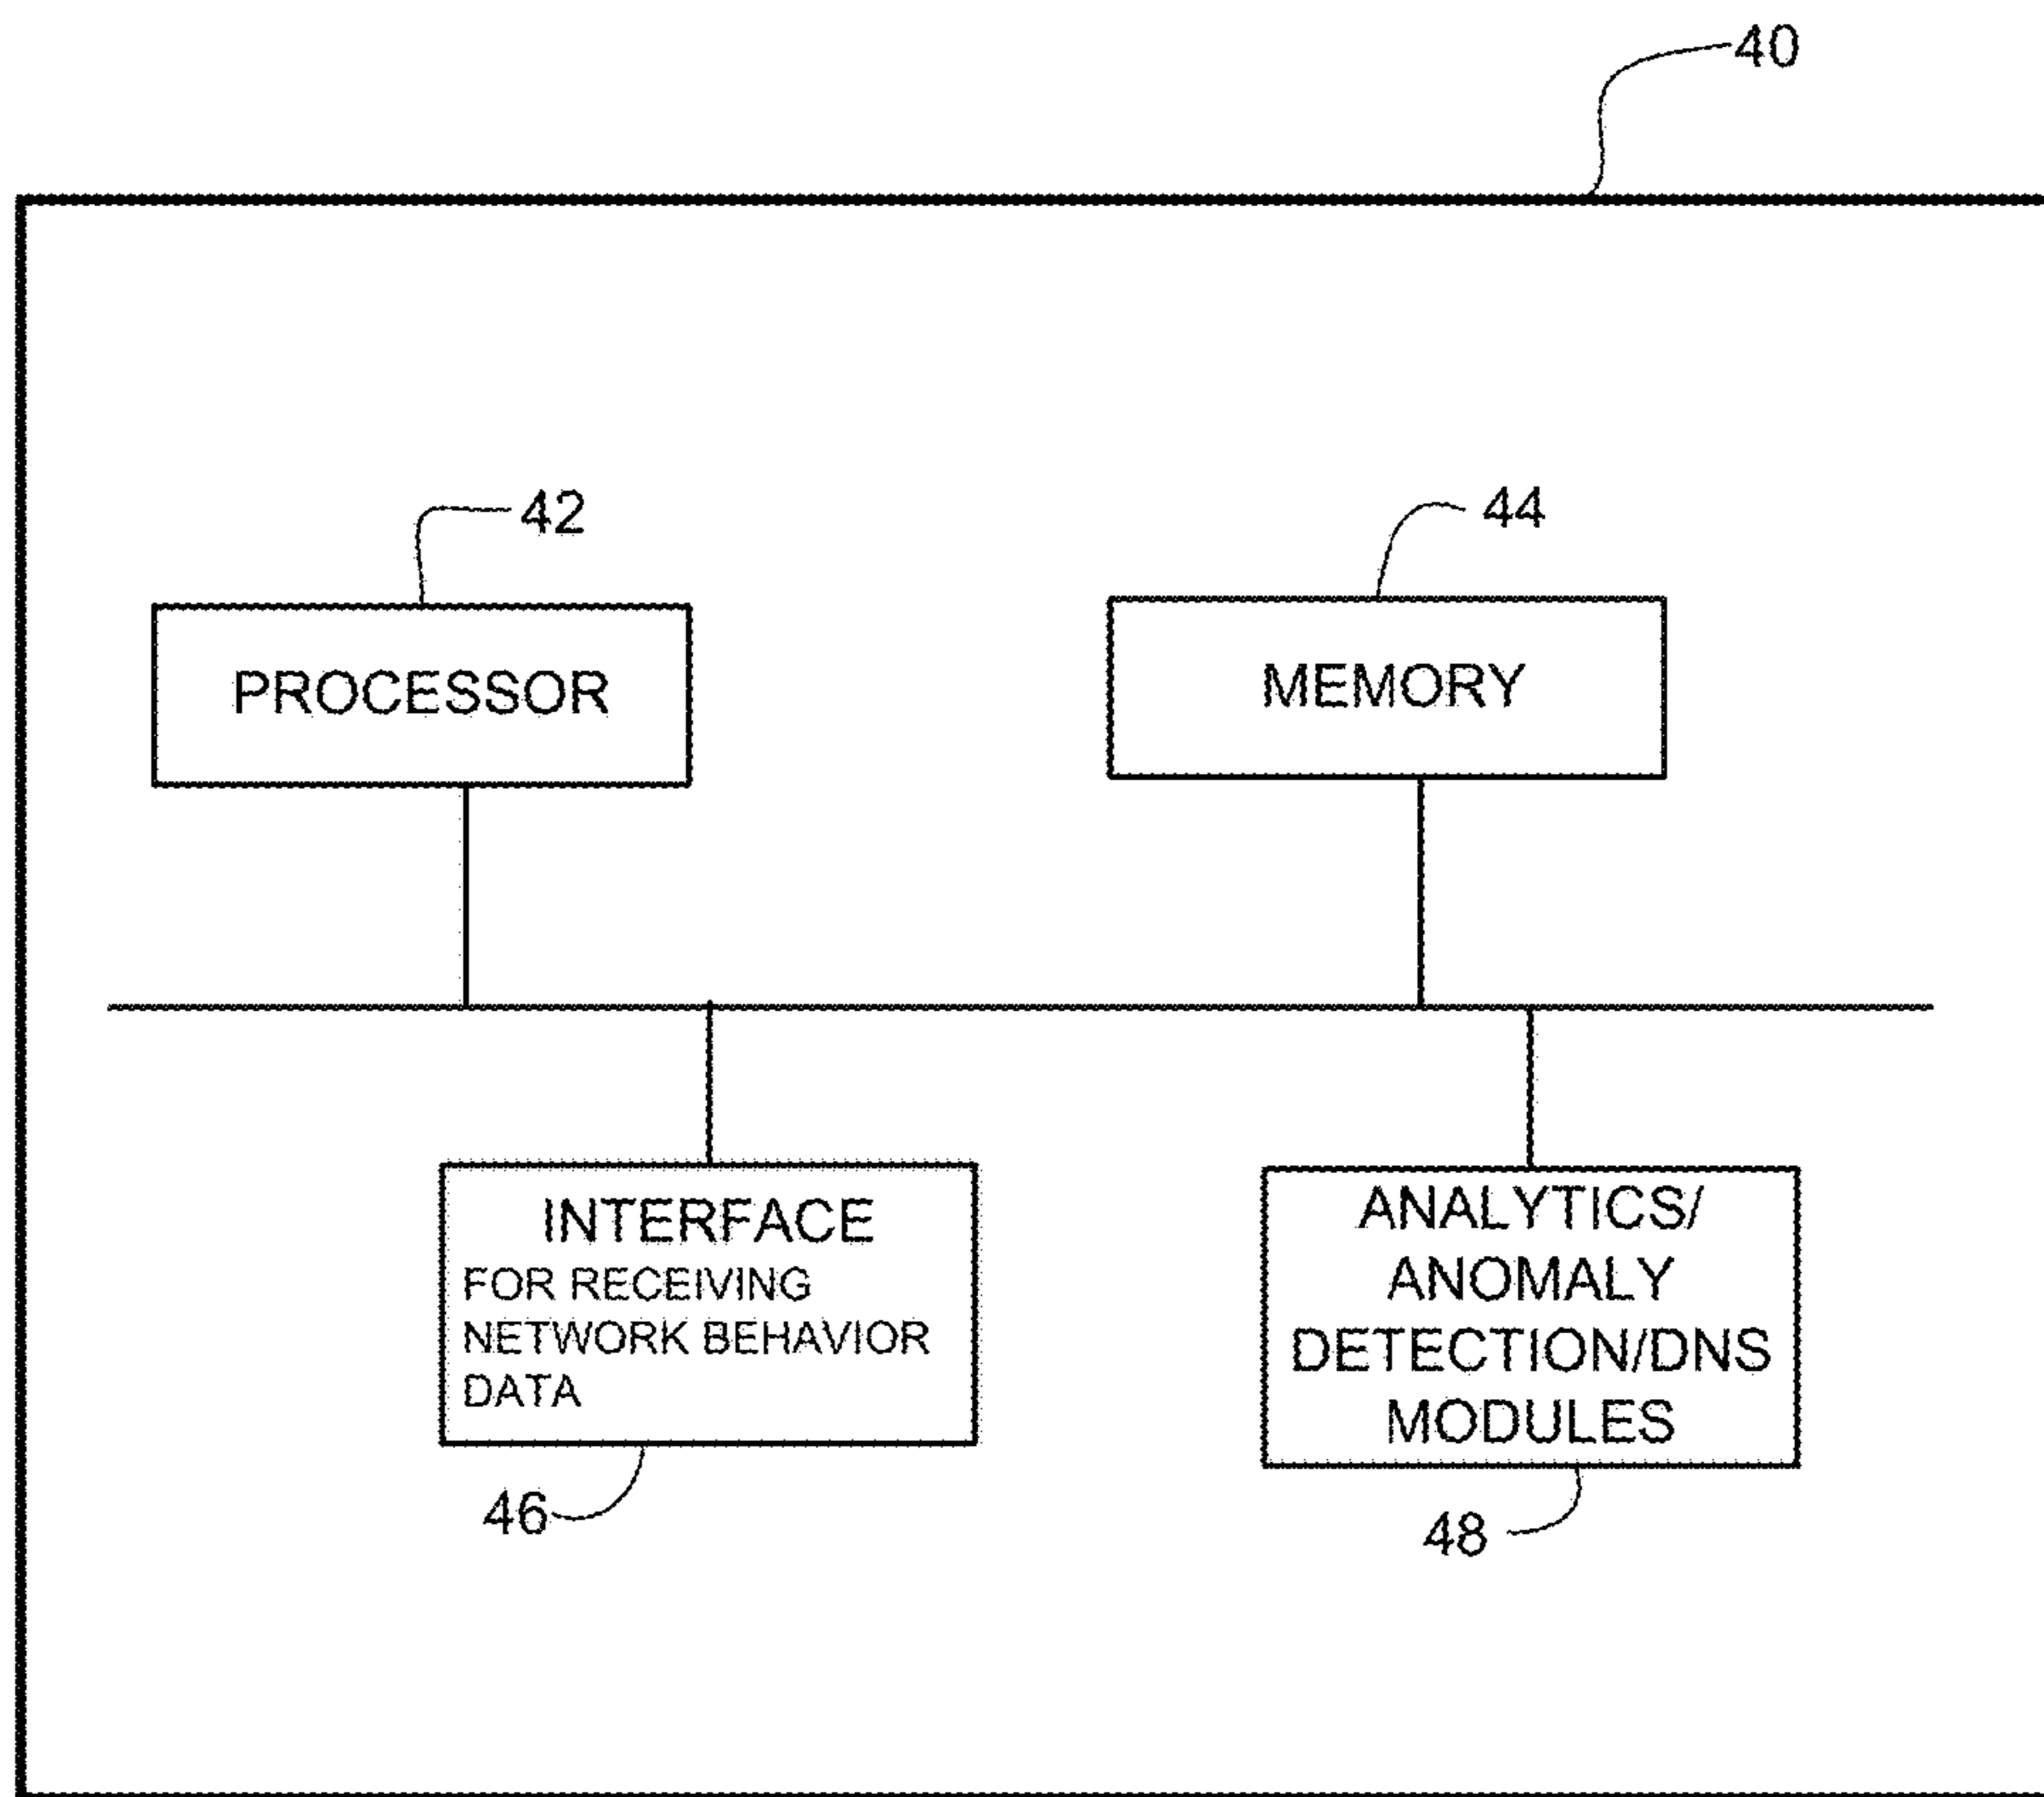 40
42
44
PROCESSOR
MEMORY
INTERFACE
FOR RECEIVING
NETWORK BEHAVIOR
DATA
ANALYTICS/
ANOMALY
DETECTION/DNS
MODULES
46
48